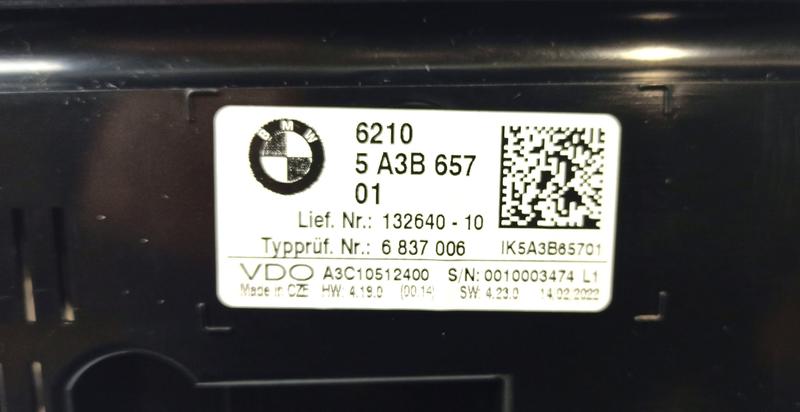 BMW
6210
5 A3B 657
01
Lief. Nr.: 132640 - 10
Typprüf. Nr.: 6 837 006 IK5A3B65701
VDO A3C10512400 S/N: 0010003474 L1
Made in CZE HW: 4.19.0 (00.14) SW: 4.23.0 14.02.2022